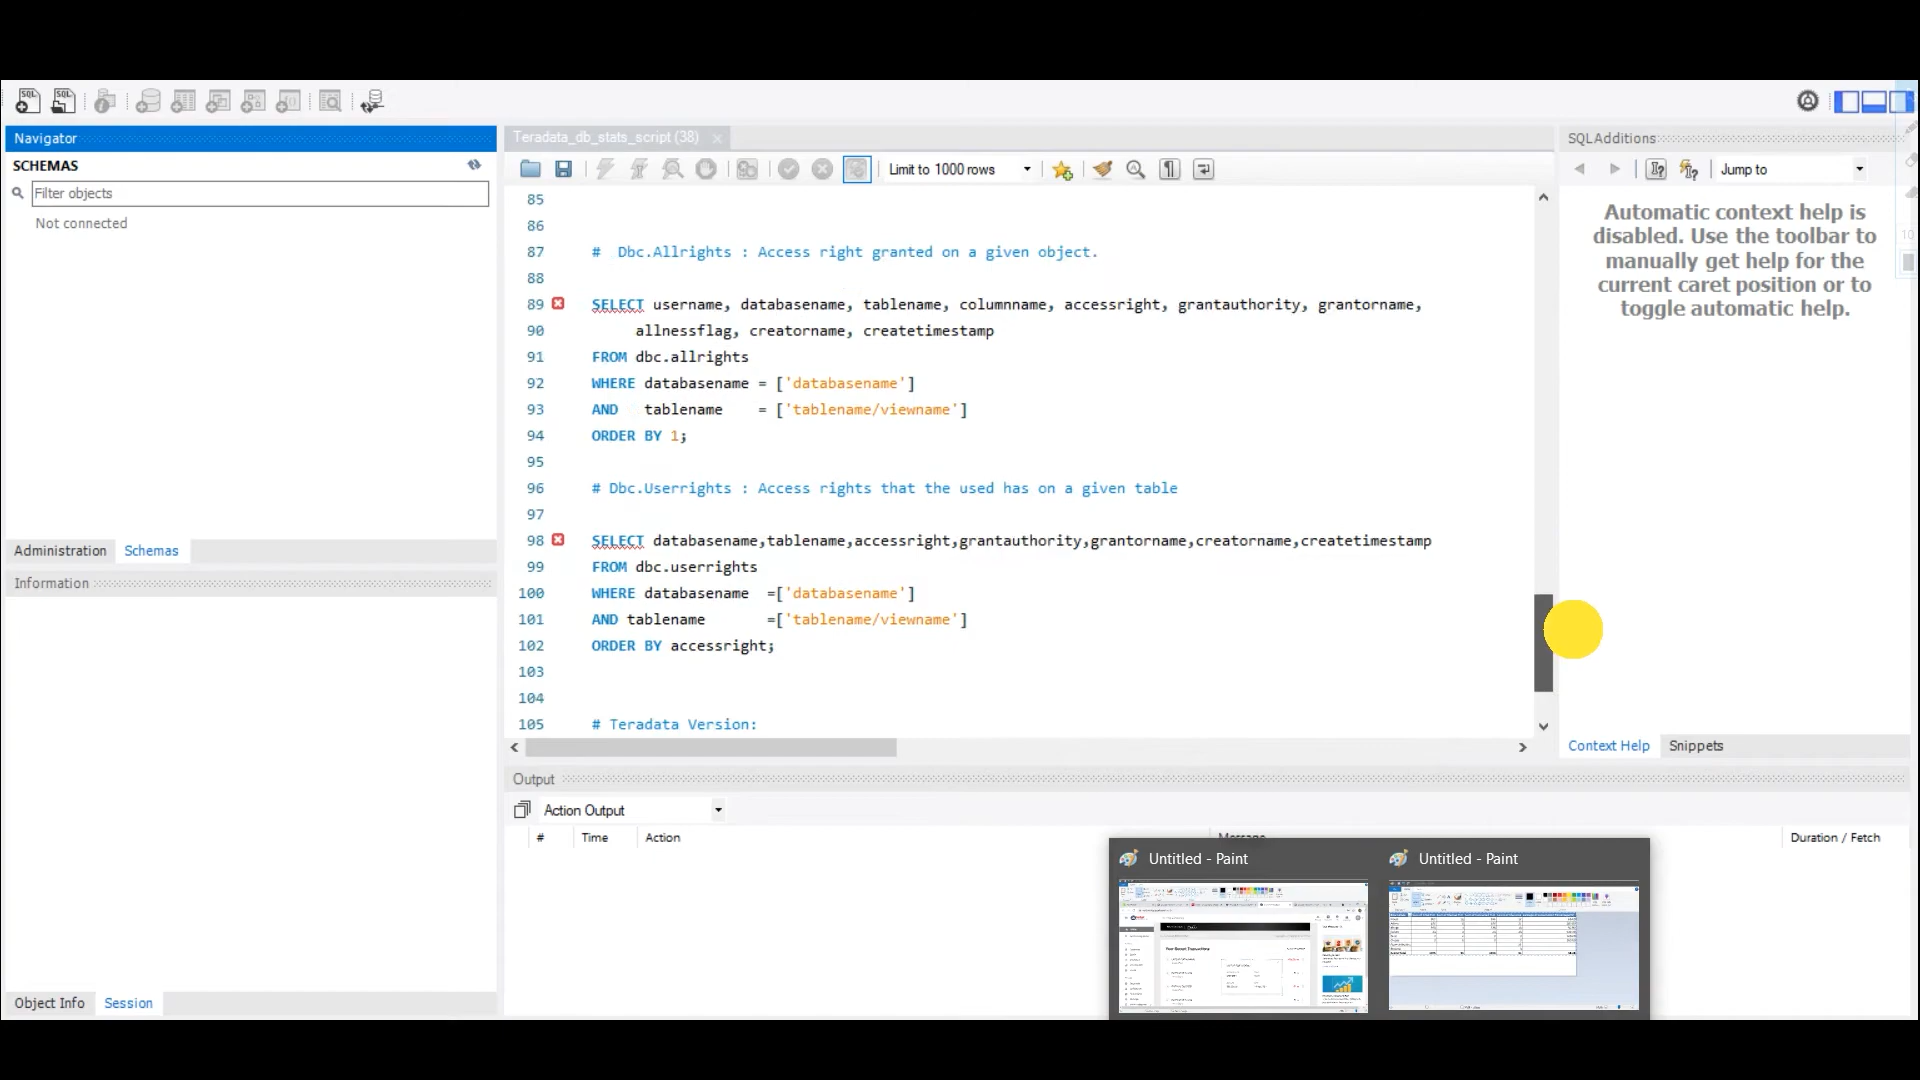 SQL
SQL
Navigator
SCHEMAS
Filter objects
Not connected
Administration
Schemas
Information
Object Info
Session
Teradata_db_stats_script (38)
Limit to 1000 rows
85
86
87 # Dbc.Allrights : Access right granted on a given object.
88
89 SELECT username, databasename, tablename, columnname, accessright, grantauthority, grantorname,
90 allnessflag, creatorname, createtimestamp
91 FROM dbc.allrights
92 WHERE databasename = ['databasename']
93 AND tablename = ['tablename/viewname']
94 ORDER BY 1;
95
96 # Dbc.Userrights : Access rights that the used has on a given table
97
98 SELECT databasename,tablename,accessright,grantauthority,grantorname,creatorname,createtimestamp
99 FROM dbc.userrights
100 WHERE databasename =['databasename']
101 AND tablename =['tablename/viewname']
102 ORDER BY accessright;
103
104
105 # Teradata Version:
SQLAdditions
Jump to
Automatic context help is
disabled. Use the toolbar to
manually get help for the
current caret position or to
toggle automatic help.
10
Context Help
Snippets
Output
Action Output
# Time Action Message Duration / Fetch
Untitled - Paint
Untitled - Paint